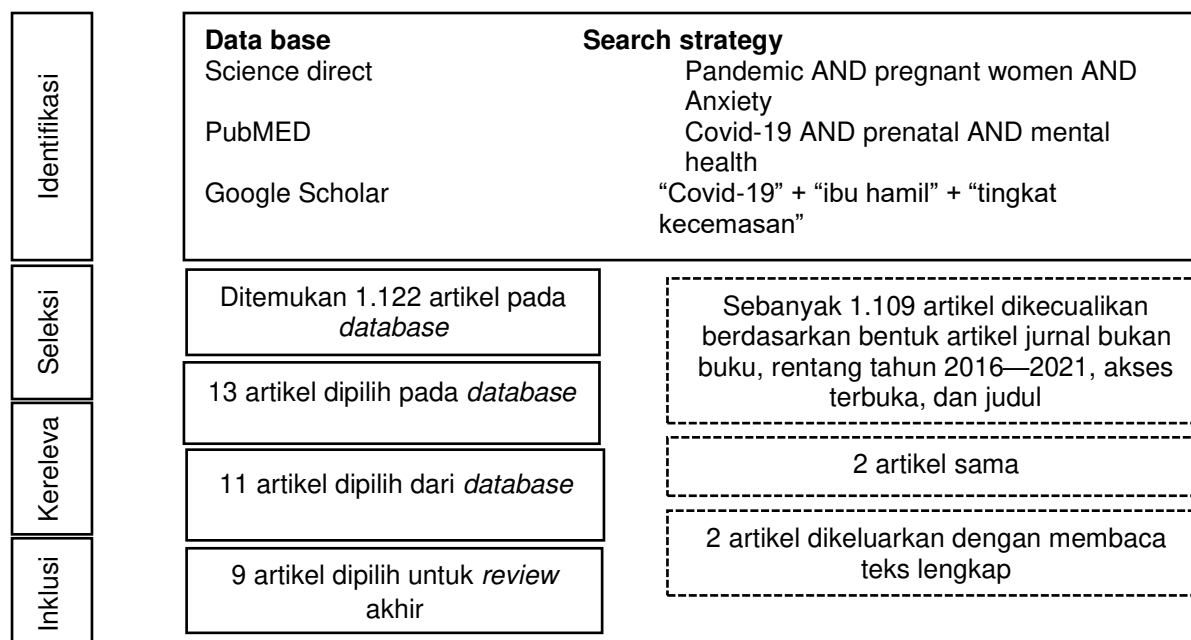 Identifikasi
Data base Search strategy
Science direct Pandemic AND pregnant women AND
Anxiety
PubMED Covid-19 AND prenatal AND mental
health
Google Scholar “Covid-19” + “ibu hamil” + “tingkat
kecemasan”
Seleksi
Ditemukan 1.122 artikel pada
database
Sebanyak 1.109 artikel dikecualikan
berdasarkan bentuk artikel jurnal bukan
buku, rentang tahun 2016—2021, akses
terbuka, dan judul
13 artikel dipilih pada database
Kereleva
11 artikel dipilih dari database
2 artikel sama
Inklusi
9 artikel dipilih untuk review
akhir
2 artikel dikeluarkan dengan membaca
teks lengkap